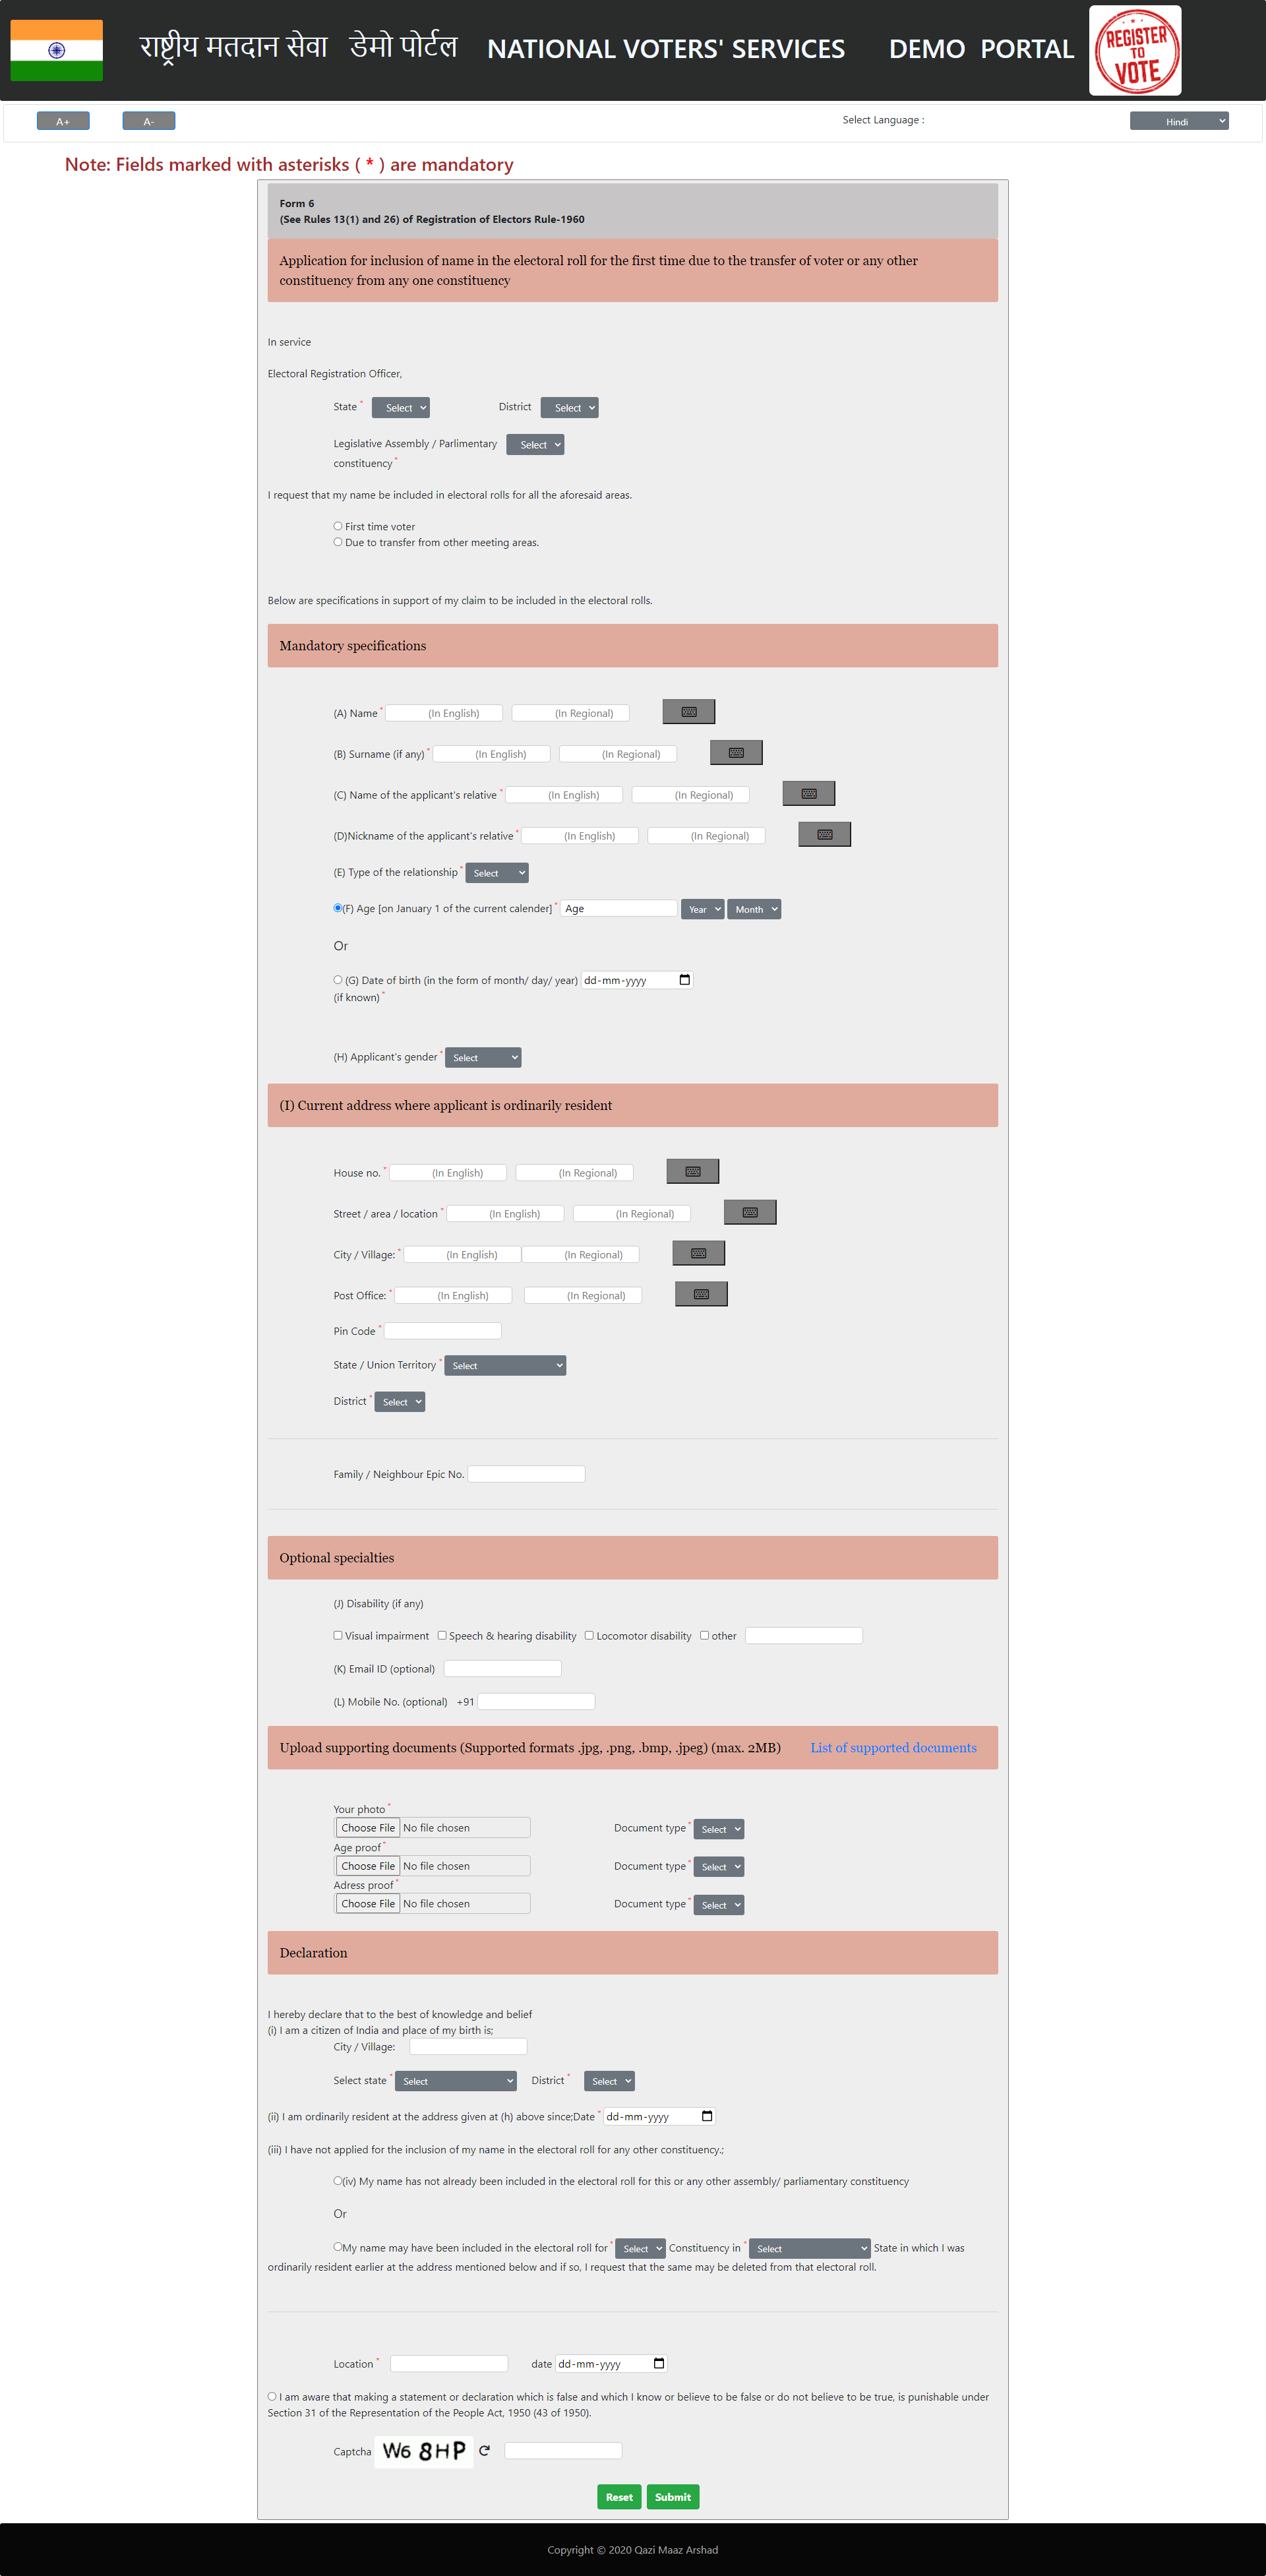 राष्ट्रीय मतदान सेवा डेमो पोर्टल NATIONAL VOTERS' SERVICES DEMO PORTAL
REGISTER
TO
VOTE
A+ A- Select Language : Hindi
Note: Fields marked with asterisks ( * ) are mandatory
Form 6
(See Rules 13(1) and 26) of Registration of Electors Rule-1960
Application for inclusion of name in the electoral roll for the first time due to the transfer of voter or any other
constituency from any one constituency
In service
Electoral Registration Officer,
State * Select District Select
Legislative Assembly / Parlimentary Select
constituency *
I request that my name be included in electoral rolls for all the aforesaid areas.
First time voter
Due to transfer from other meeting areas.
Below are specifications in support of my claim to be included in the electoral rolls.
Mandatory specifications
(A) Name * (In English) (In Regional)
(B) Surname (if any) * (In English) (In Regional)
(C) Name of the applicant's relative * (In English) (In Regional)
(D)Nickname of the applicant's relative * (In English) (In Regional)
(E) Type of the relationship * Select
(F) Age [on January 1 of the current calender] * Age Year Month
Or
(G) Date of birth (in the form of month/ day/ year) dd-mm-yyyy
(if known) *
(H) Applicant's gender * Select
(I) Current address where applicant is ordinarily resident
House no. * (In English) (In Regional)
Street / area / location * (In English) (In Regional)
City / Village: * (In English) (In Regional)
Post Office: * (In English) (In Regional)
Pin Code *
State / Union Territory * Select
District * Select
Family / Neighbour Epic No.
Optional specialties
(J) Disability (if any)
Visual impairment Speech & hearing disability Locomotor disability other
(K) Email ID (optional)
(L) Mobile No. (optional) +91
Upload supporting documents (Supported formats .jpg, .png, .bmp, .jpeg) (max. 2MB) List of supported documents
Your photo *
Choose File No file chosen Document type * Select
Age proof *
Choose File No file chosen Document type * Select
Adress proof *
Choose File No file chosen Document type * Select
Declaration
I hereby declare that to the best of knowledge and belief
(i) I am a citizen of India and place of my birth is;
City / Village:
Select state * Select District * Select
(ii) I am ordinarily resident at the address given at (h) above since;Date * dd-mm-yyyy
(iii) I have not applied for the inclusion of my name in the electoral roll for any other constituency.;
(iv) My name has not already been included in the electoral roll for this or any other assembly/ parliamentary constituency
Or
My name may have been included in the electoral roll for * Select Constituency in * Select State in which I was
ordinarily resident earlier at the address mentioned below and if so, I request that the same may be deleted from that electoral roll.
Location * date dd-mm-yyyy
I am aware that making a statement or declaration which is false and which I know or believe to be false or do not believe to be true, is punishable under
Section 31 of the Representation of the People Act, 1950 (43 of 1950).
Captcha W6 8HP
Reset Submit
Copyright © 2020 Qazi Maaz Arshad